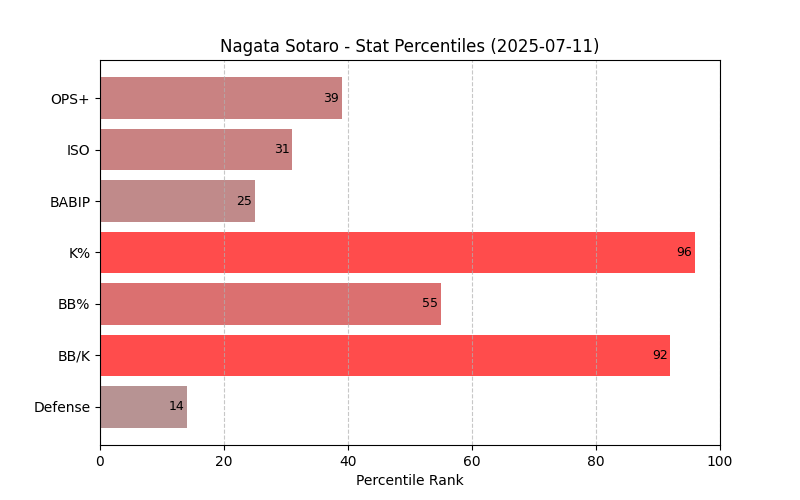 Nagata Sotaro - Stat Percentiles (2025-07-11)
OPS+ 39
ISO 31
BABIP 25
K% 96
BB% 55
BB/K 92
Defense 14
0 20 40 60 80 100
Percentile Rank